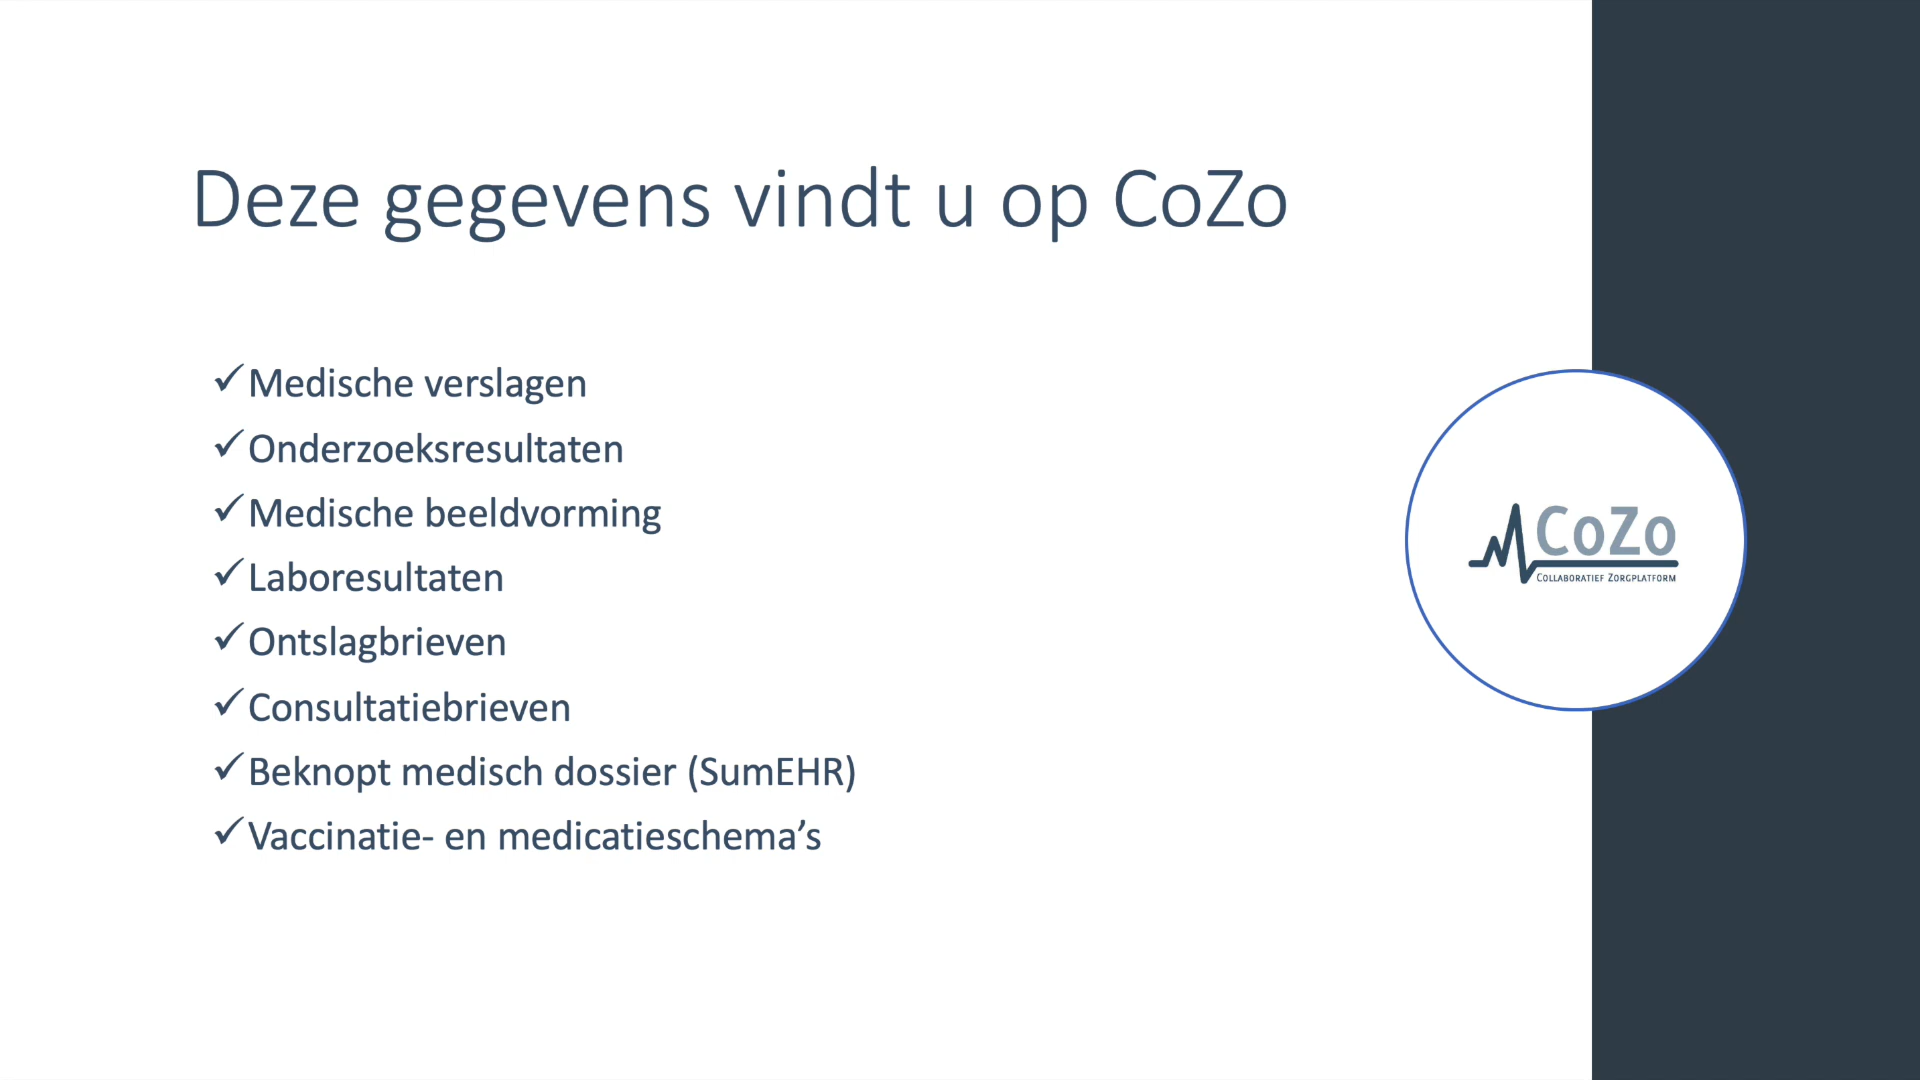 Deze gegevens vindt u op CoZo
✓Medische verslagen
✓Onderzoeksresultaten
✓Medische beeldvorming
✓Laboresultaten
✓Ontslagbrieven
✓Consultatiebrieven
✓Beknopt medisch dossier (SumEHR)
✓Vaccinatie- en medicatieschema’s
CoZo
Collaboratief Zorgplatform